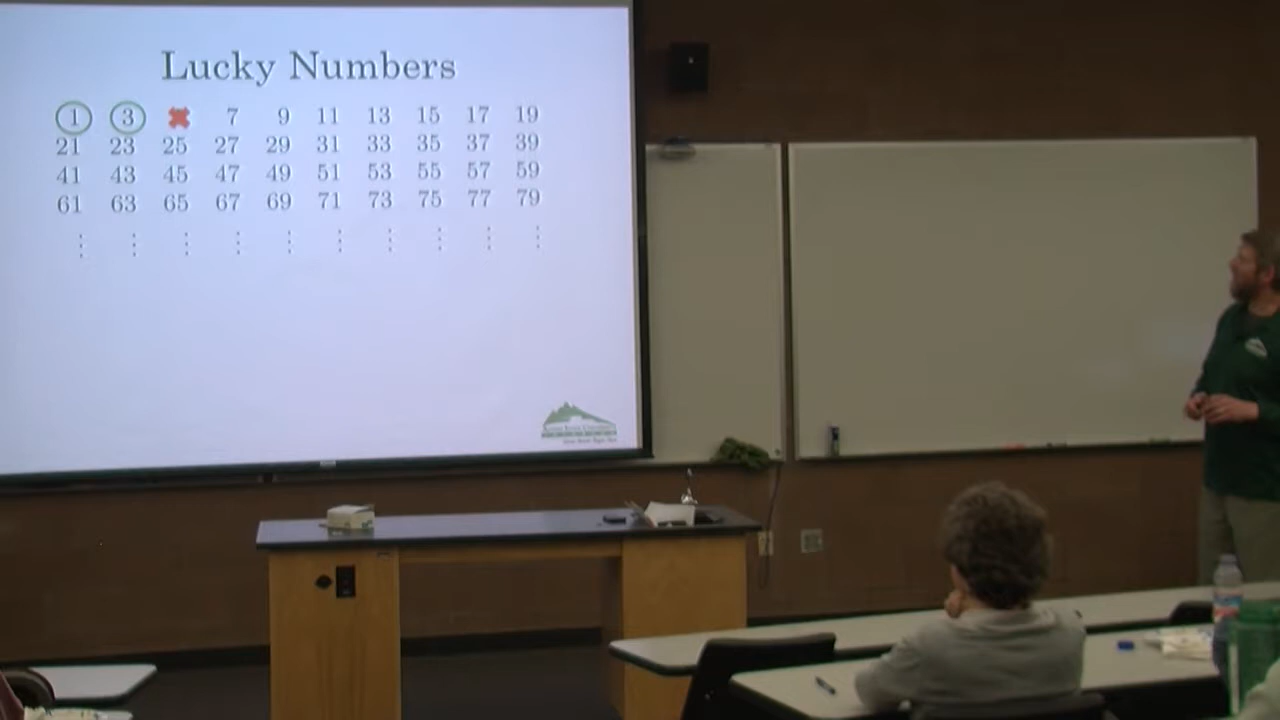 Lucky Numbers
1 3 7 9 11 13 15 17 19
21 23 25 27 29 31 33 35 37 39
41 43 45 47 49 51 53 55 57 59
61 63 65 67 69 71 73 75 77 79